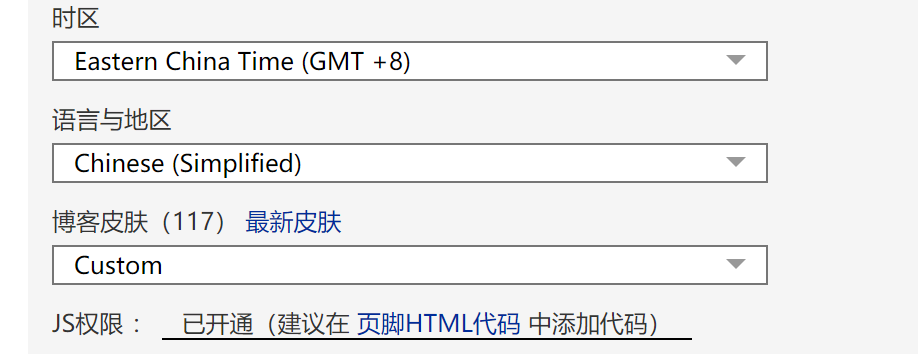 时区
Eastern China Time (GMT +8)
语言与地区
Chinese (Simplified)
博客皮肤（117） 最新皮肤
Custom
JS权限： 已开通（建议在 页脚HTML代码 中添加代码）